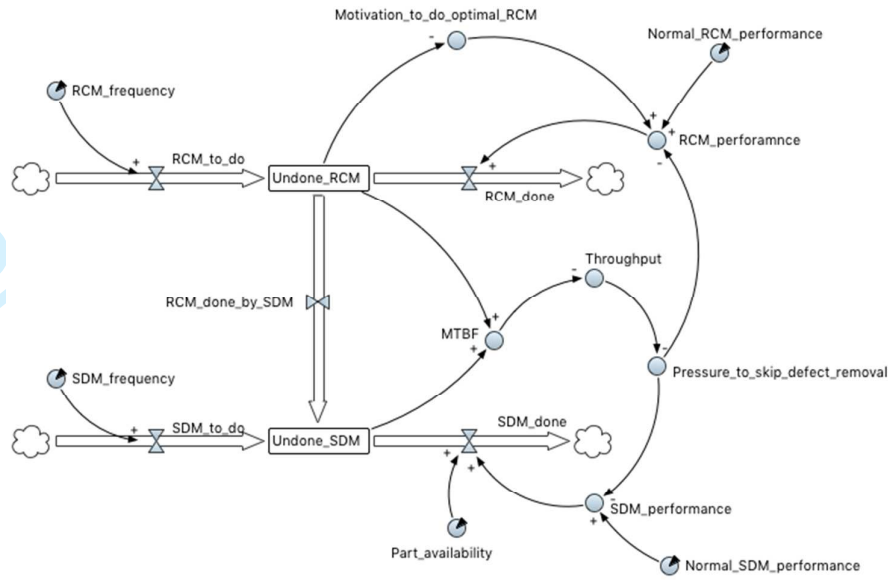 Motivation_to_do_optimal_RCM
-
Normal_RCM_performance
RCM_frequency
+
RCM_to_do
Undone_RCM
+
RCM_done
+
+
-
RCM_perforamnce
RCM_done_by_SDM
Throughput
-
MTBF
+
+
-
Pressure_to_skip_defect_removal
SDM_frequency
+
SDM_to_do
Undone_SDM
SDM_done
+
+
-
SDM_performance
+
Part_availability
Normal_SDM_performance